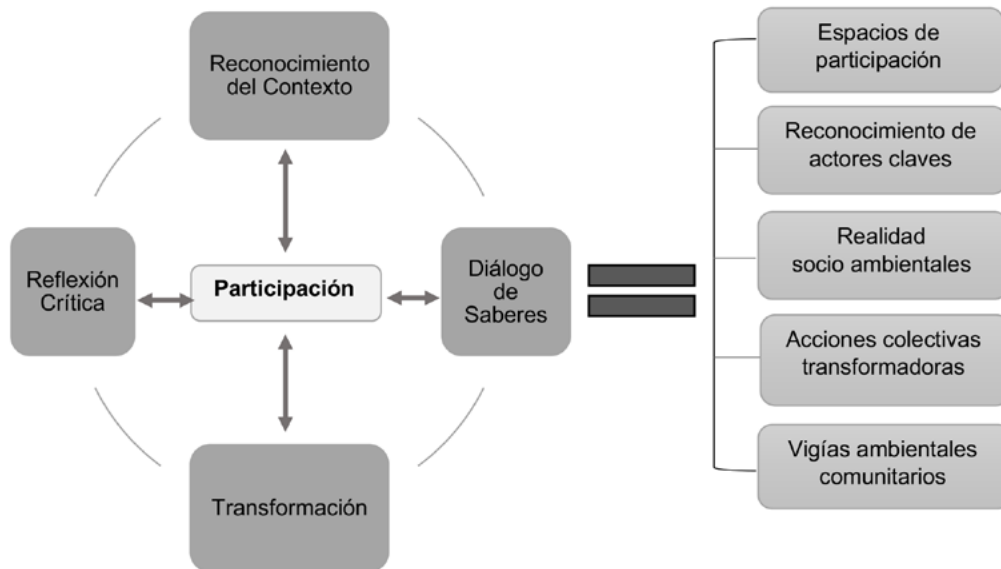 Reconocimiento
del Contexto
Reflexión
Crítica
Participación
Diálogo
de
Saberes
Transformación
Espacios de
participación
Reconocimiento de
actores claves
Realidad
socio ambientales
Acciones colectivas
transformadoras
Vigías ambientales
comunitarios